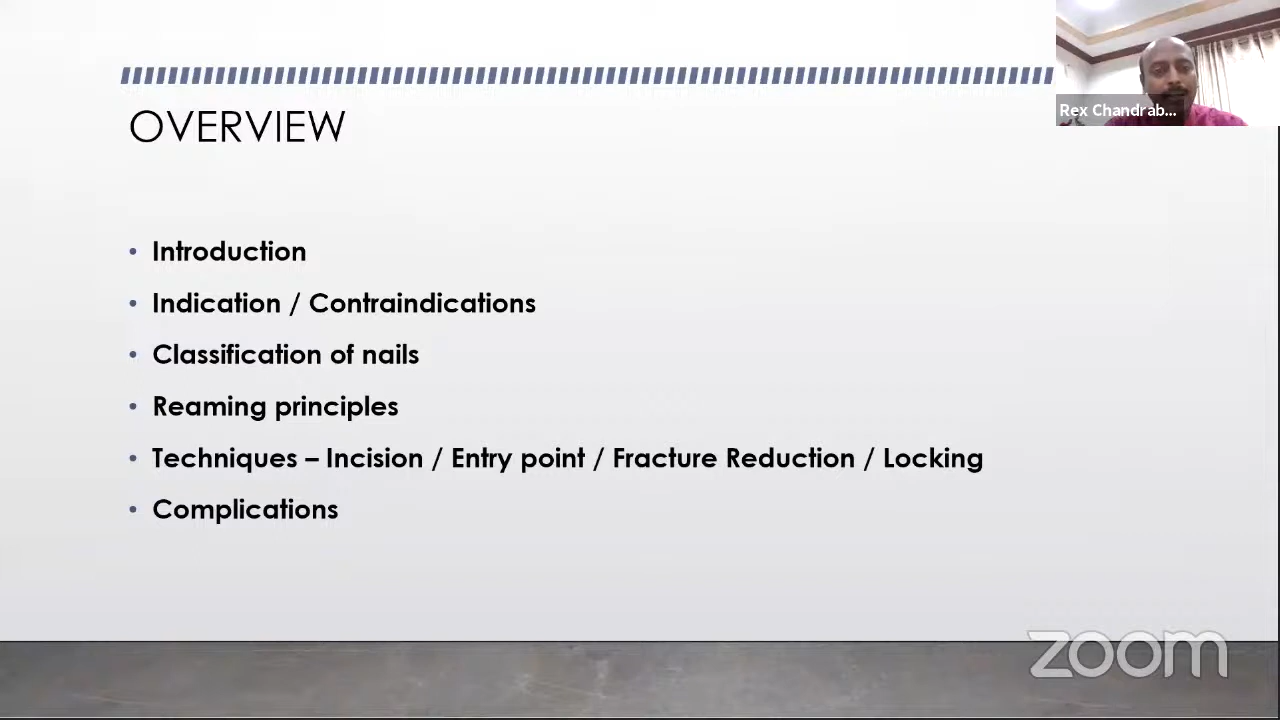 Rex Chandrab...
OVERVIEW
• Introduction
• Indication / Contraindications
• Classification of nails
• Reaming principles
• Techniques – Incision / Entry point / Fracture Reduction / Locking
• Complications
zoom